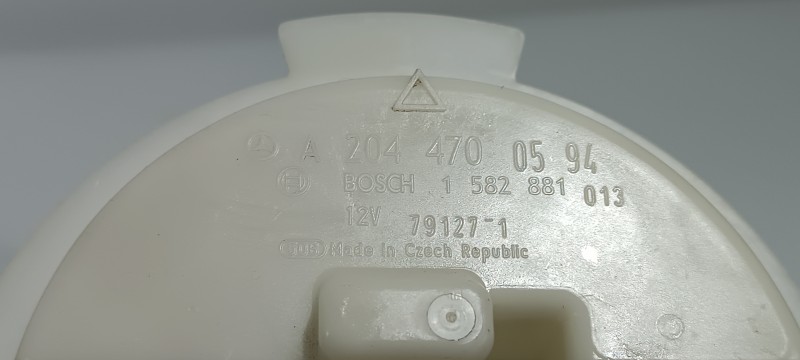 A 204 470 05 94
BOSCH 1 582 881 013
12V 79127-1
Made in Czech Republic